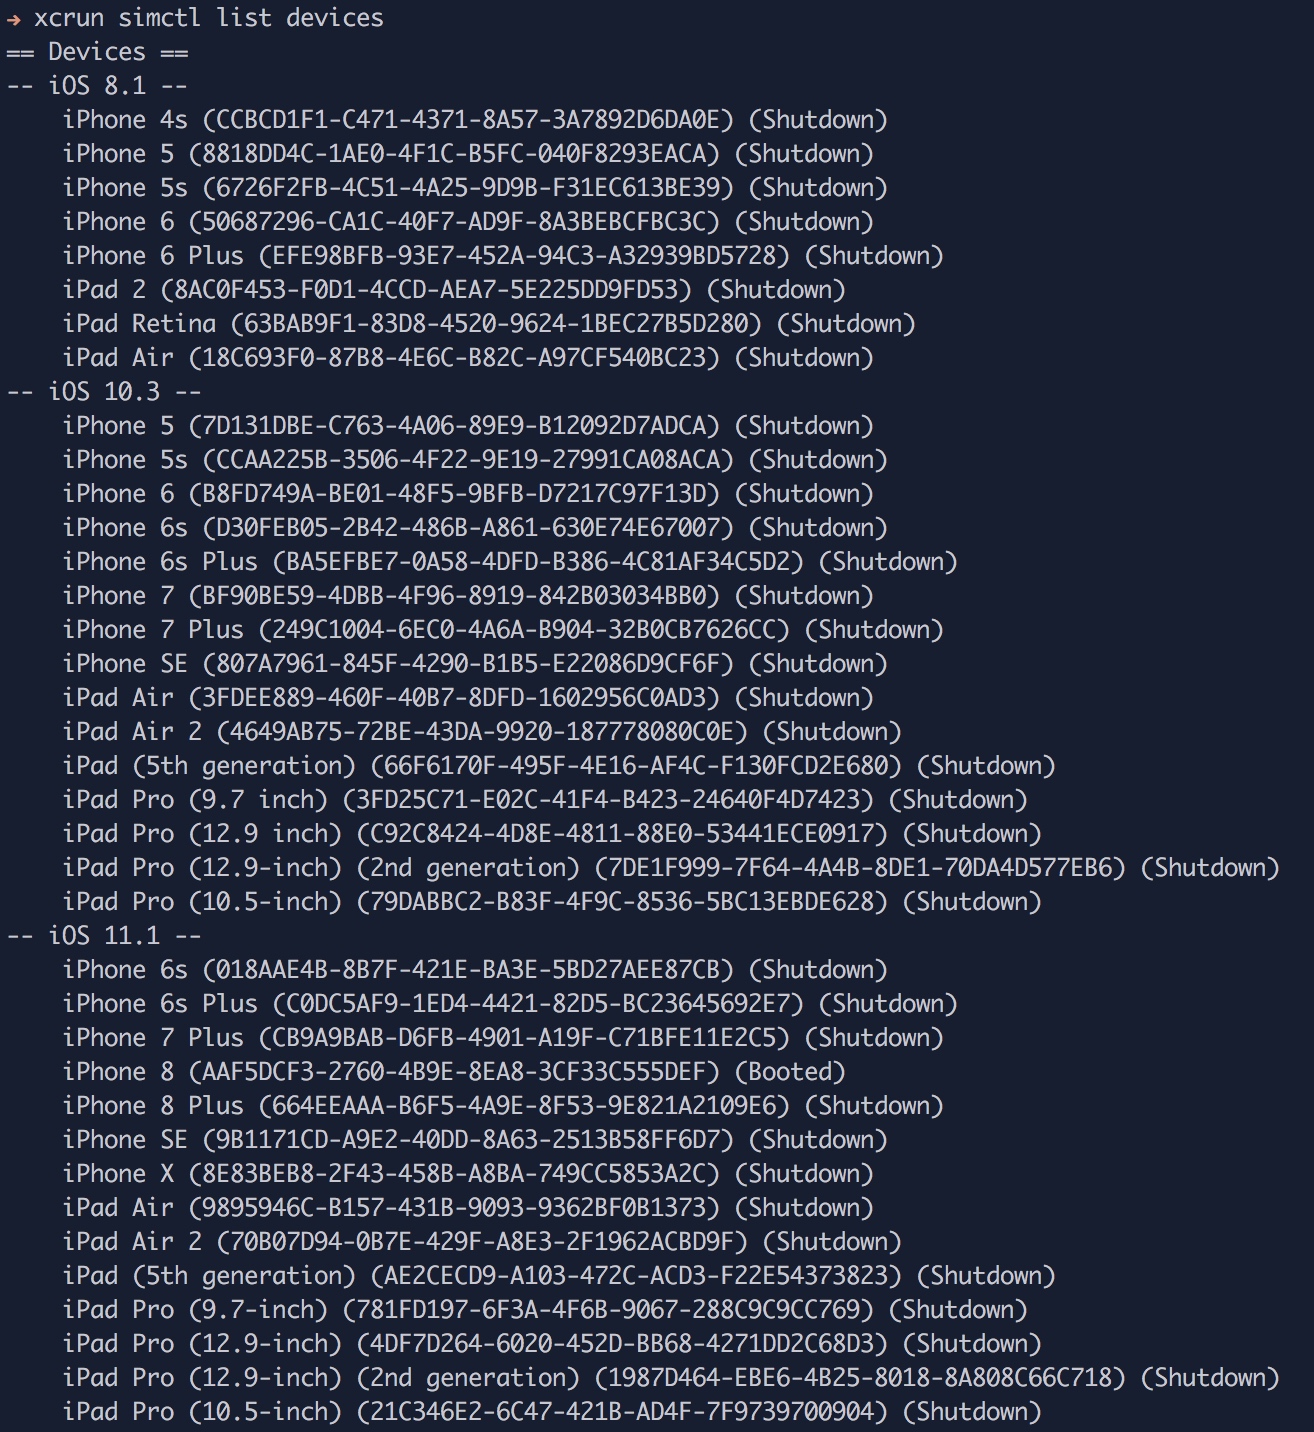 → xcrun simctl list devices
== Devices ==
-- iOS 8.1 --
    iPhone 4s (CCBCD1F1-C471-4371-8A57-3A7892D6DA0E) (Shutdown)
    iPhone 5 (8818DD4C-1AE0-4F1C-B5FC-040F8293EACA) (Shutdown)
    iPhone 5s (6726F2FB-4C51-4A25-9D9B-F31EC613BE39) (Shutdown)
    iPhone 6 (50687296-CA1C-40F7-AD9F-8A3BEBCFBC3C) (Shutdown)
    iPhone 6 Plus (EFE98BFB-93E7-452A-94C3-A32939BD5728) (Shutdown)
    iPad 2 (8AC0F453-F0D1-4CCD-AEA7-5E225DD9FD53) (Shutdown)
    iPad Retina (63BAB9F1-83D8-4520-9624-1BEC27B5D280) (Shutdown)
    iPad Air (18C693F0-87B8-4E6C-B82C-A97CF540BC23) (Shutdown)
-- iOS 10.3 --
    iPhone 5 (7D131DBE-C763-4A06-89E9-B12092D7ADCA) (Shutdown)
    iPhone 5s (CCAA225B-3506-4F22-9E19-27991CA08ACA) (Shutdown)
    iPhone 6 (B8FD749A-BE01-48F5-9BFB-D7217C97F13D) (Shutdown)
    iPhone 6s (D30FEB05-2B42-486B-A861-630E74E67007) (Shutdown)
    iPhone 6s Plus (BA5EFBE7-0A58-4DFD-B386-4C81AF34C5D2) (Shutdown)
    iPhone 7 (BF90BE59-4DBB-4F96-8919-842B03034BB0) (Shutdown)
    iPhone 7 Plus (249C1004-6EC0-4A6A-B904-32B0CB7626CC) (Shutdown)
    iPhone SE (807A7961-845F-4290-B1B5-E22086D9CF6F) (Shutdown)
    iPad Air (3FDEE889-460F-40B7-8DFD-1602956C0AD3) (Shutdown)
    iPad Air 2 (4649AB75-72BE-43DA-9920-187778080C0E) (Shutdown)
    iPad (5th generation) (66F6170F-495F-4E16-AF4C-F130FCD2E680) (Shutdown)
    iPad Pro (9.7 inch) (3FD25C71-E02C-41F4-B423-24640F4D7423) (Shutdown)
    iPad Pro (12.9 inch) (C92C8424-4D8E-4811-88E0-53441ECE0917) (Shutdown)
    iPad Pro (12.9-inch) (2nd generation) (7DE1F999-7F64-4A4B-8DE1-70DA4D577EB6) (Shutdown)
    iPad Pro (10.5-inch) (79DABBC2-B83F-4F9C-8536-5BC13EBDE628) (Shutdown)
-- iOS 11.1 --
    iPhone 6s (018AAE4B-8B7F-421E-BA3E-5BD27AEE87CB) (Shutdown)
    iPhone 6s Plus (C0DC5AF9-1ED4-4421-82D5-BC23645692E7) (Shutdown)
    iPhone 7 Plus (CB9A9BAB-D6FB-4901-A19F-C71BFE11E2C5) (Shutdown)
    iPhone 8 (AAF5DCF3-2760-4B9E-8EA8-3CF33C555DEF) (Booted)
    iPhone 8 Plus (664EEAAA-B6F5-4A9E-8F53-9E821A2109E6) (Shutdown)
    iPhone SE (9B1171CD-A9E2-40DD-8A63-2513B58FF6D7) (Shutdown)
    iPhone X (8E83BEB8-2F43-458B-A8BA-749CC5853A2C) (Shutdown)
    iPad Air (9895946C-B157-431B-9093-9362BF0B1373) (Shutdown)
    iPad Air 2 (70B07D94-0B7E-429F-A8E3-2F1962ACBD9F) (Shutdown)
    iPad (5th generation) (AE2CECD9-A103-472C-ACD3-F22E54373823) (Shutdown)
    iPad Pro (9.7-inch) (781FD197-6F3A-4F6B-9067-288C9C9CC769) (Shutdown)
    iPad Pro (12.9-inch) (4DF7D264-6020-452D-BB68-4271DD2C68D3) (Shutdown)
    iPad Pro (12.9-inch) (2nd generation) (1987D464-EBE6-4B25-8018-8A808C66C718) (Shutdown)
    iPad Pro (10.5-inch) (21C346E2-6C47-421B-AD4F-7F9739700904) (Shutdown)